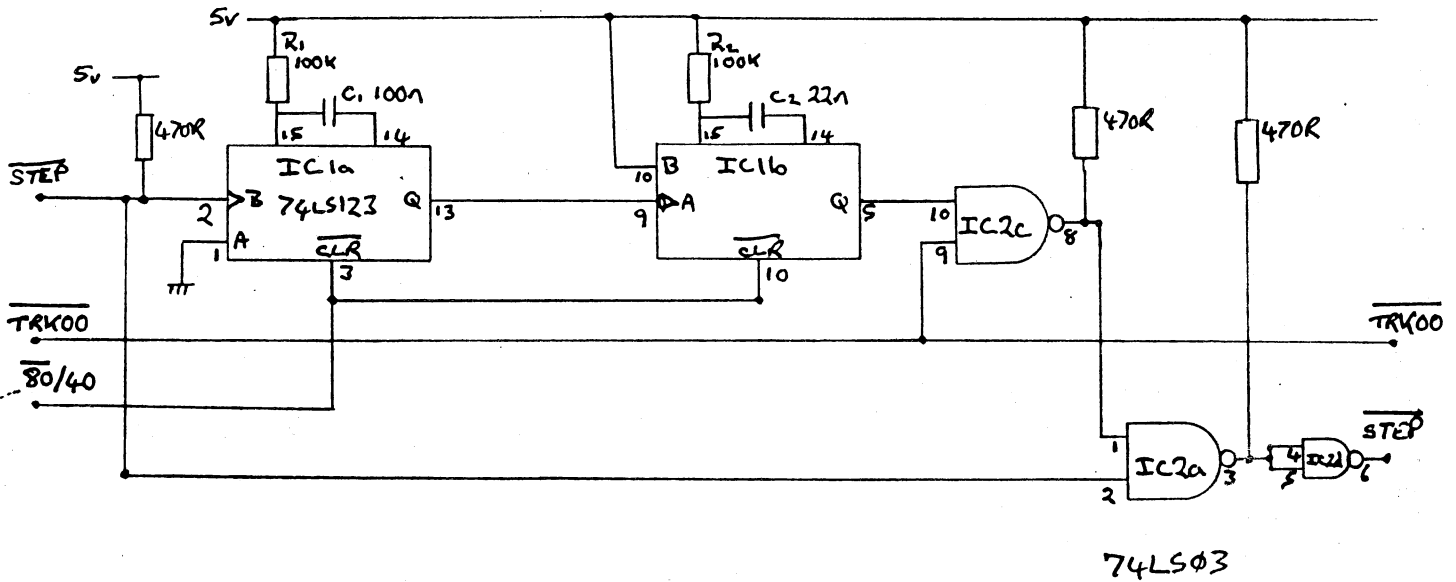 5v
R1
100K
C1 100n
15
14
5v
470R
STEP
IC1a
74LS123
2
B
Q
13
A
1
CLR
3
R2
100K
C2 22n
15
14
IC1b
10
B
9
A
Q
5
CLR
10
10
9
IC2c
8
470R
470R
TRK00
TRK00
80/40
1
2
IC2a
3
4
5
6
STEP
74LSØ3